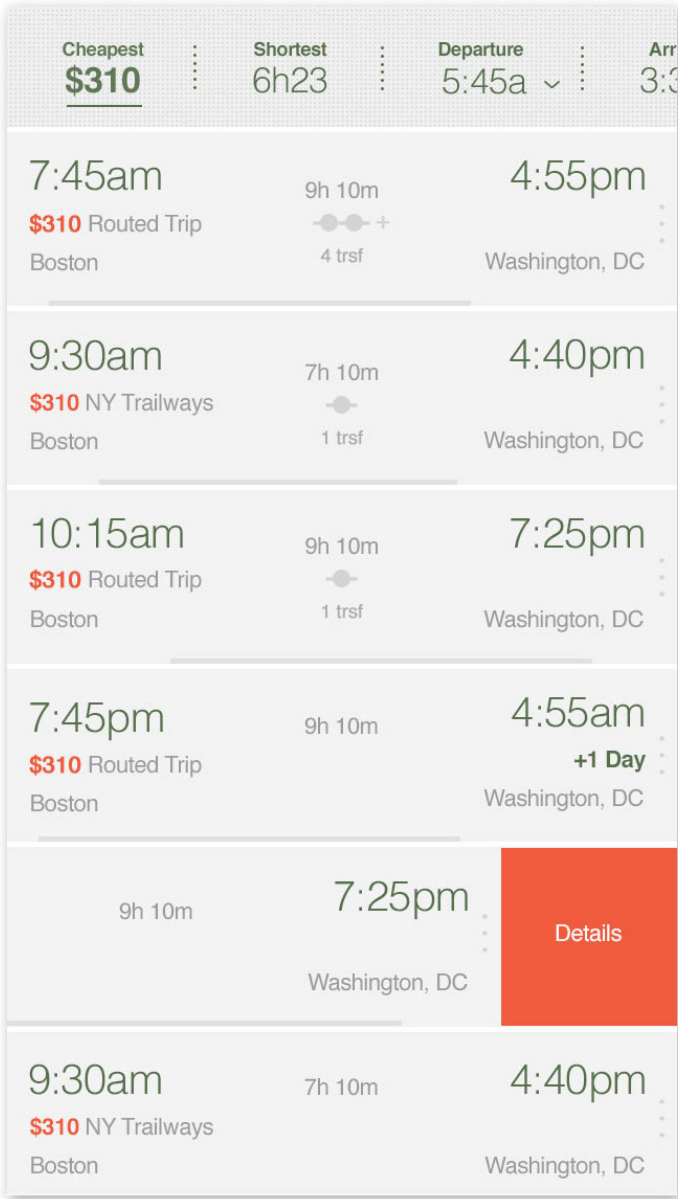 Cheapest
$310
Shortest
6h23
Departure
5:45a
Arr
7:45am
9h 10m
4:55pm
$310 Routed Trip
+
4 trsf
Boston
Washington, DC
9:30am
7h 10m
4:40pm
$310 NY Trailways
1 trsf
Boston
Washington, DC
10:15am
9h 10m
7:25pm
$310 Routed Trip
1 trsf
Boston
Washington, DC
7:45pm
9h 10m
4:55am
$310 Routed Trip
+1 Day
Boston
Washington, DC
9h 10m
7:25pm
Details
Washington, DC
9:30am
7h 10m
4:40pm
$310 NY Trailways
Boston
Washington, DC